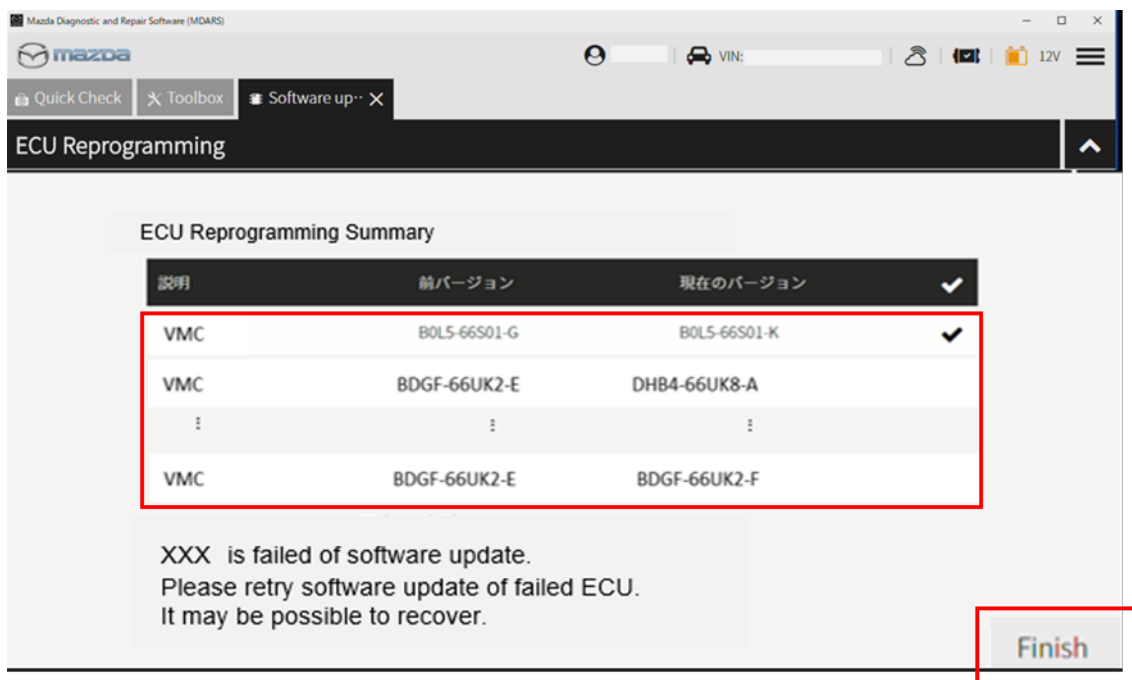 Mazda Diagnostic and Repair Software (MDARS)
mazda VIN: 12V
Quick Check Toolbox Software up··
ECU Reprogramming
ECU Reprogramming Summary
説明 前バージョン 現在のバージョン
VMC B0L5-66S01-G B0L5-66S01-K
VMC BDGF-66UK2-E DHB4-66UK8-A
⋮ ⋮ ⋮
VMC BDGF-66UK2-E BDGF-66UK2-F
XXX is failed of software update.
Please retry software update of failed ECU.
It may be possible to recover.
Finish